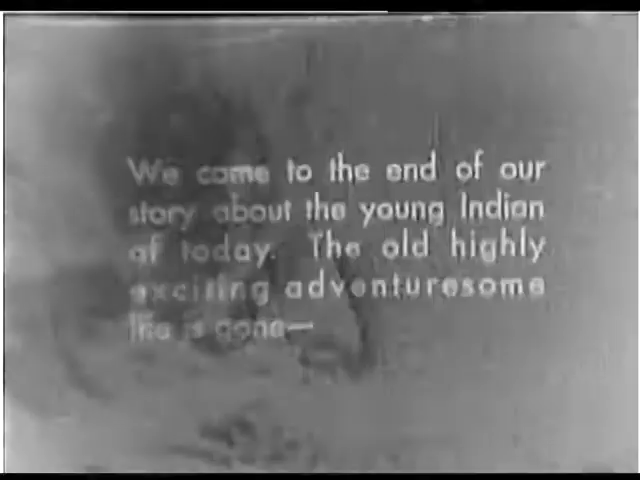 We come to the end of our
story about the young Indian
of today. The old highly
exciting adventuresome
life is gone—